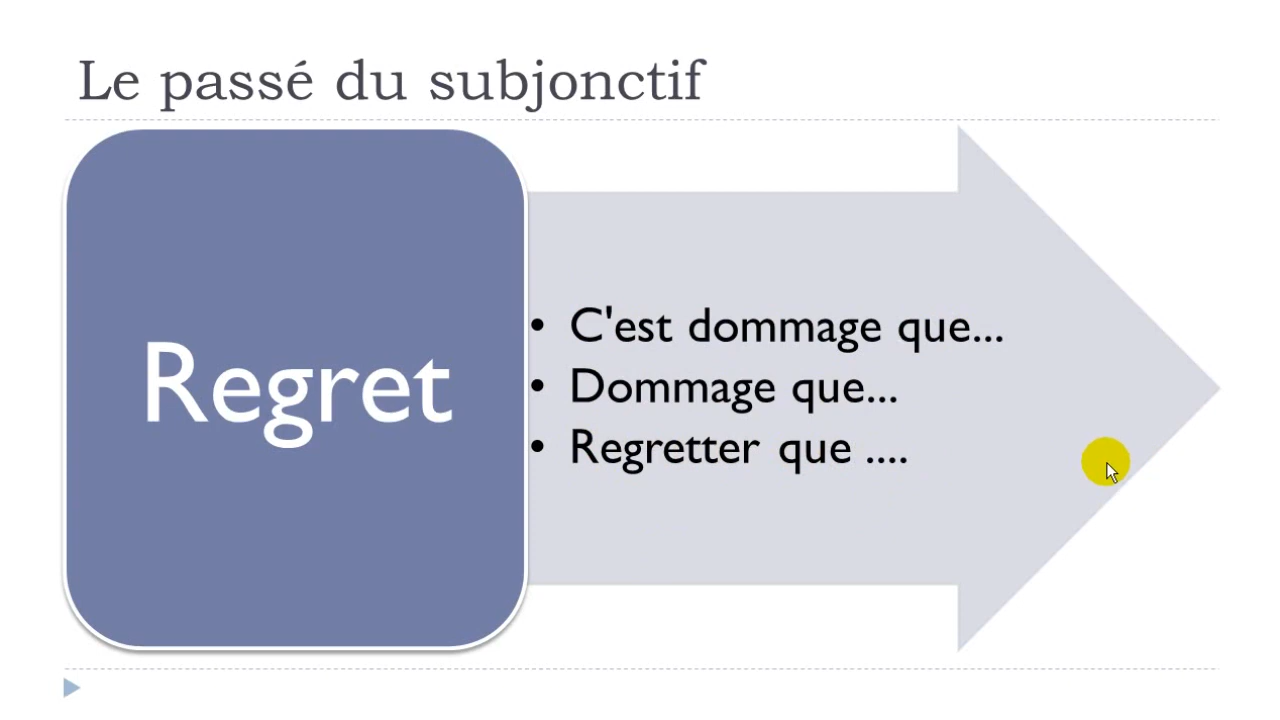 Le passé du subjonctif
Regret
• C'est dommage que...
• Dommage que...
• Regretter que ....